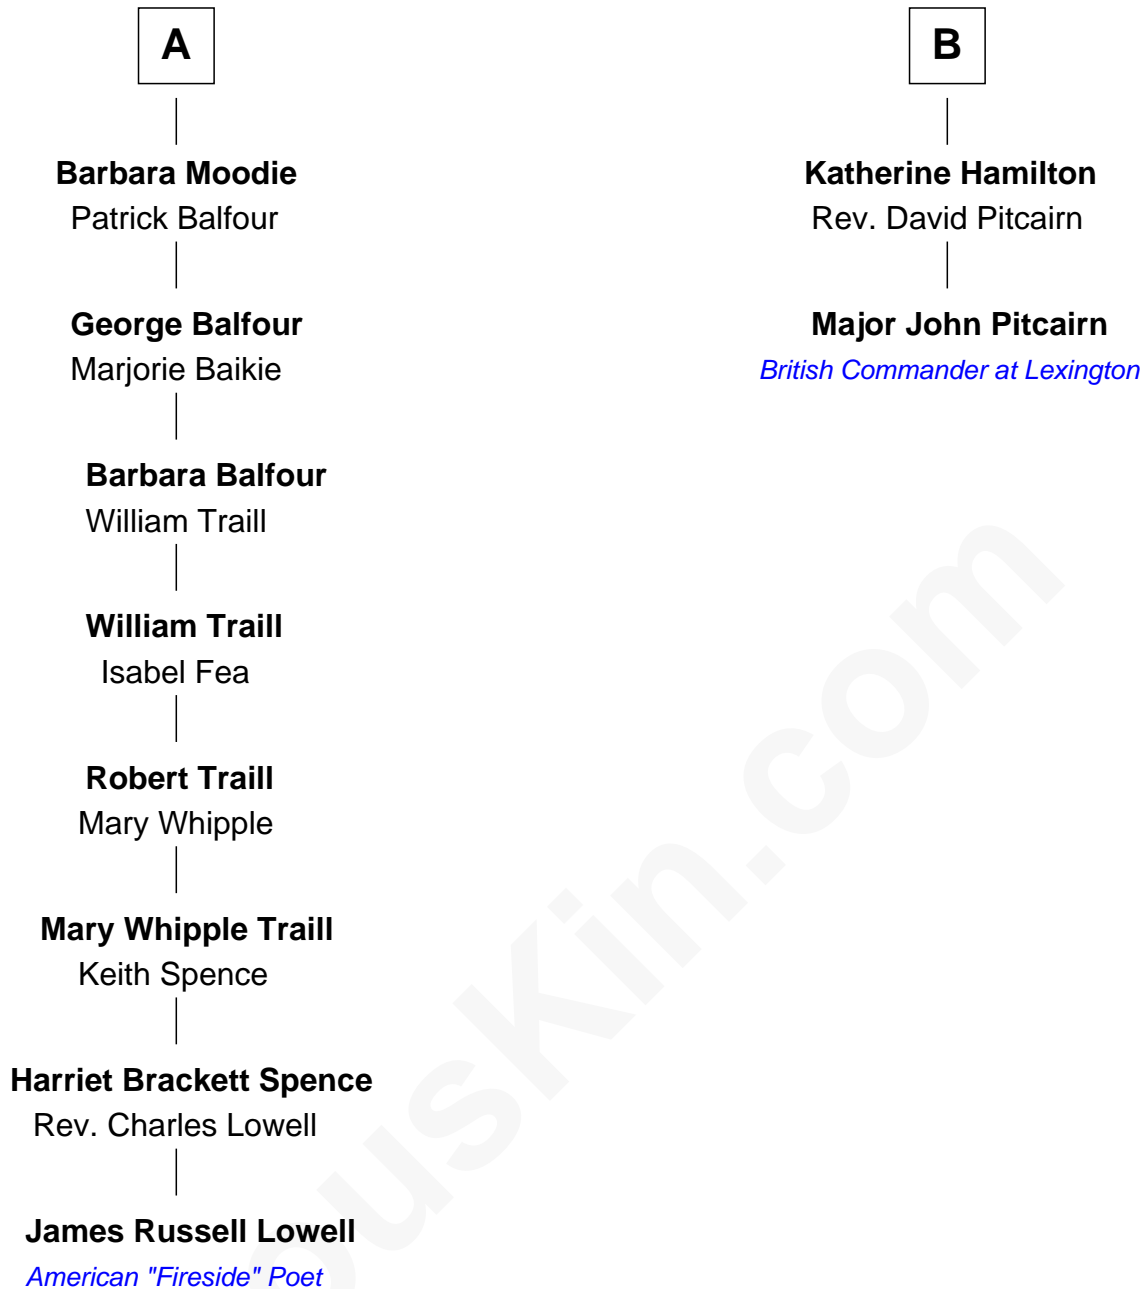 A
Barbara Moodie
Patrick Balfour
George Balfour
Marjorie Baikie
Barbara Balfour
William Traill
William Traill
Isabel Fea
Robert Traill
Mary Whipple
Mary Whipple Traill
Keith Spence
Harriet Brackett Spence
Rev. Charles Lowell
James Russell Lowell
American "Fireside" Poet
B
Katherine Hamilton
Rev. David Pitcairn
Major John Pitcairn
British Commander at Lexington
ousKin.com